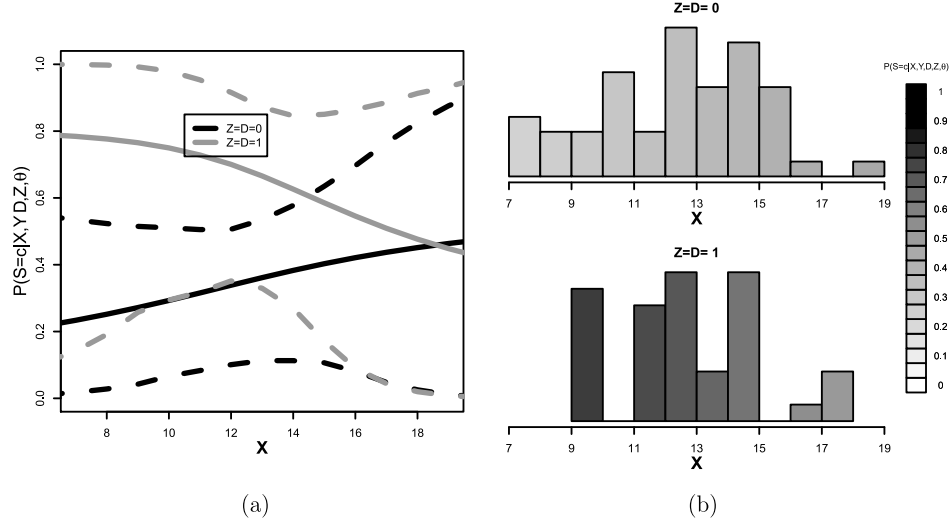 P(S=c|X,Y D,Z,θ)
1.0
0.8
0.6
0.4
0.2
0.0
Z=D=0
Z=D=1
8 10 12 14 16 18
X
(a)
Z=D= 0
7 9 11 13 15 17 19
X
Z=D= 1
7 9 11 13 15 17 19
X
P(S=c|X,Y,D,Z,θ)
1
0.9
0.8
0.7
0.6
0.5
0.4
0.3
0.2
0.1
0
(b)